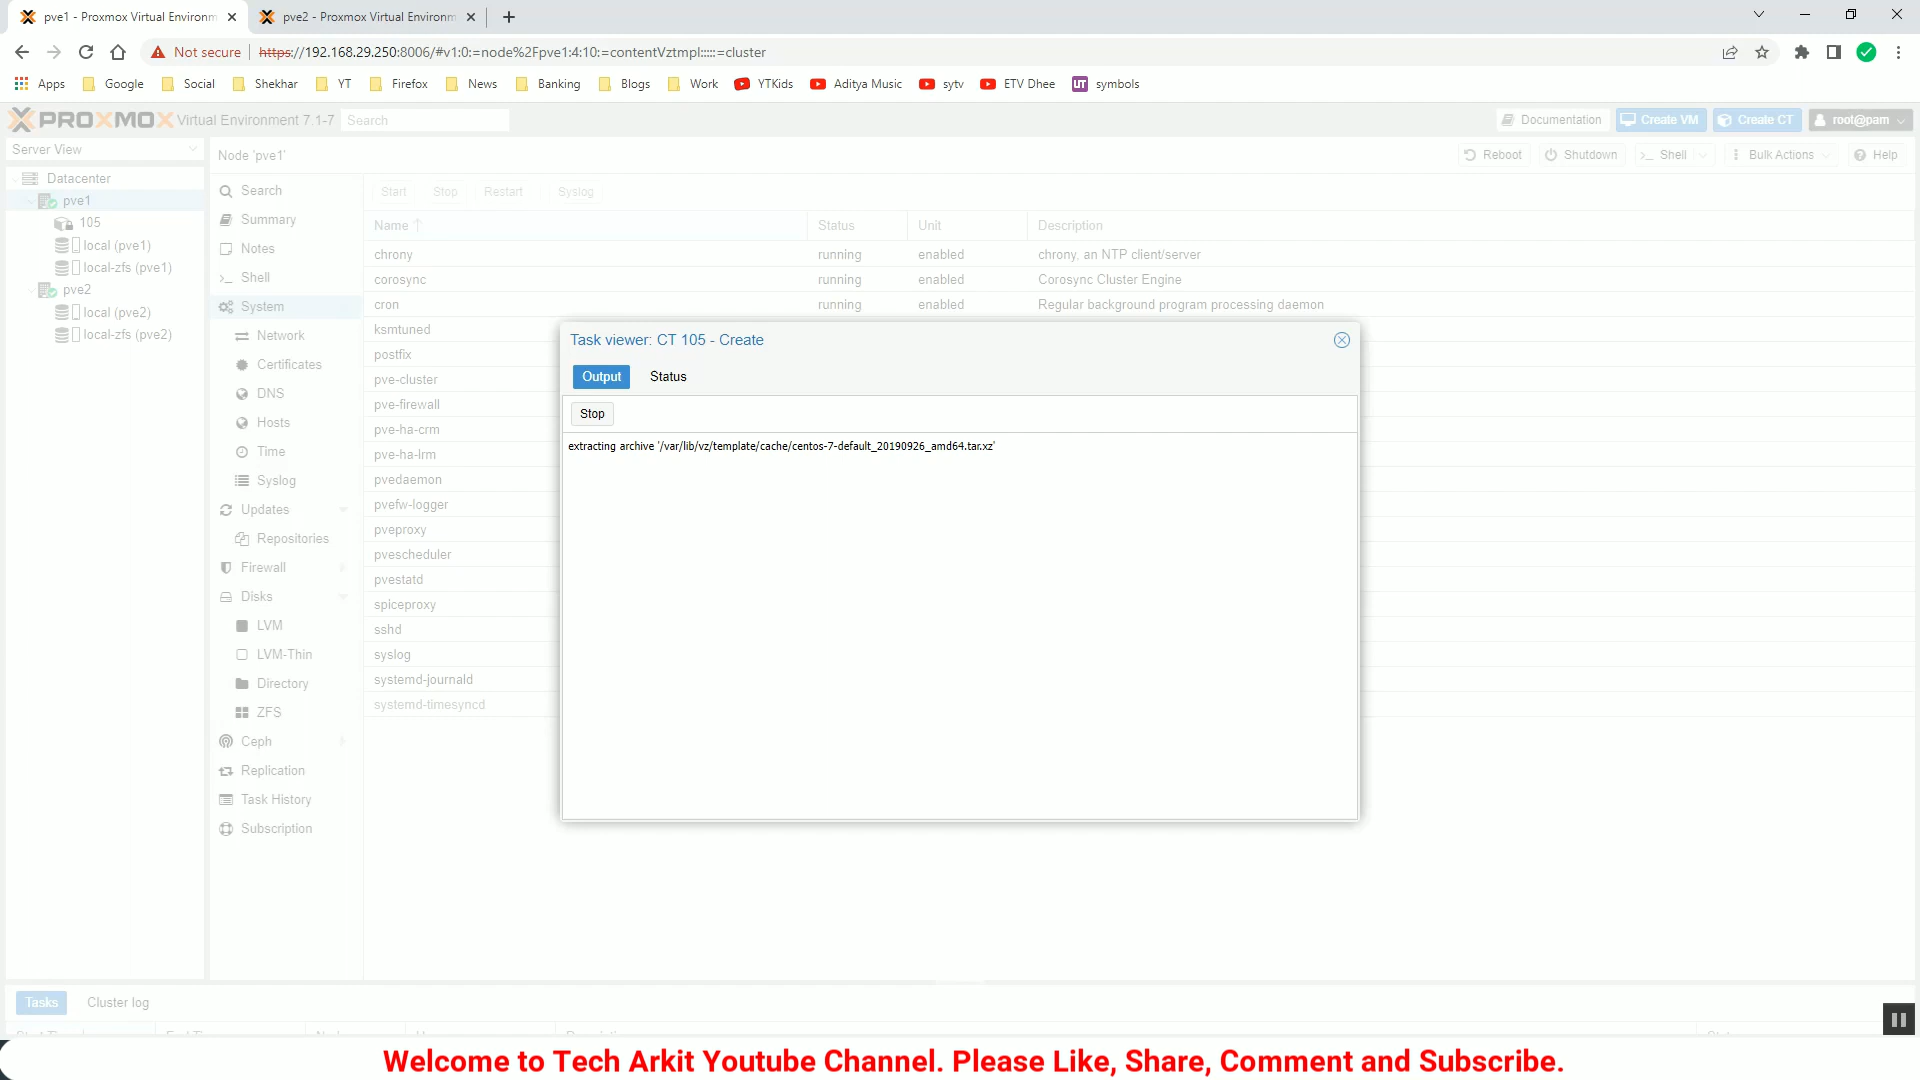 pve1 - Proxmox Virtual Environm
pve2 - Proxmox Virtual Environm
Not secure
https://192.168.29.250:8006/#v1:0:=node%2Fpve1:4:10:=contentVztmpl:::::=cluster
Apps
Google
Social
Shekhar
YT
Firefox
News
Banking
Blogs
Work
YTKids
Aditya Music
sytv
ETV Dhee
UT
symbols
PROXMOX Virtual Environment 7.1-7
Search
Documentation
Create VM
Create CT
root@pam
Server View
Datacenter
pve1
105
local (pve1)
local-zfs (pve1)
pve2
local (pve2)
local-zfs (pve2)
Node 'pve1'
Reboot
Shutdown
Shell
Bulk Actions
Help
Search
Summary
Notes
Shell
System
Network
Certificates
DNS
Hosts
Time
Syslog
Updates
Repositories
Firewall
Disks
LVM
LVM-Thin
Directory
ZFS
Ceph
Replication
Task History
Subscription
Start
Stop
Restart
Syslog
Name
Status
Unit
Description
chrony running enabled chrony, an NTP client/server
corosync running enabled Corosync Cluster Engine
cron running enabled Regular background program processing daemon
ksmtuned
postfix
pve-cluster
pve-firewall
pve-ha-crm
pve-ha-lrm
pvedaemon
pvefw-logger
pveproxy
pvescheduler
pvestatd
spiceproxy
sshd
syslog
systemd-journald
systemd-timesyncd
Task viewer: CT 105 - Create
Output
Status
Stop
extracting archive '/var/lib/vz/template/cache/centos-7-default_20190926_amd64.tar.xz'
Tasks
Cluster log
Welcome to Tech Arkit Youtube Channel. Please Like, Share, Comment and Subscribe.